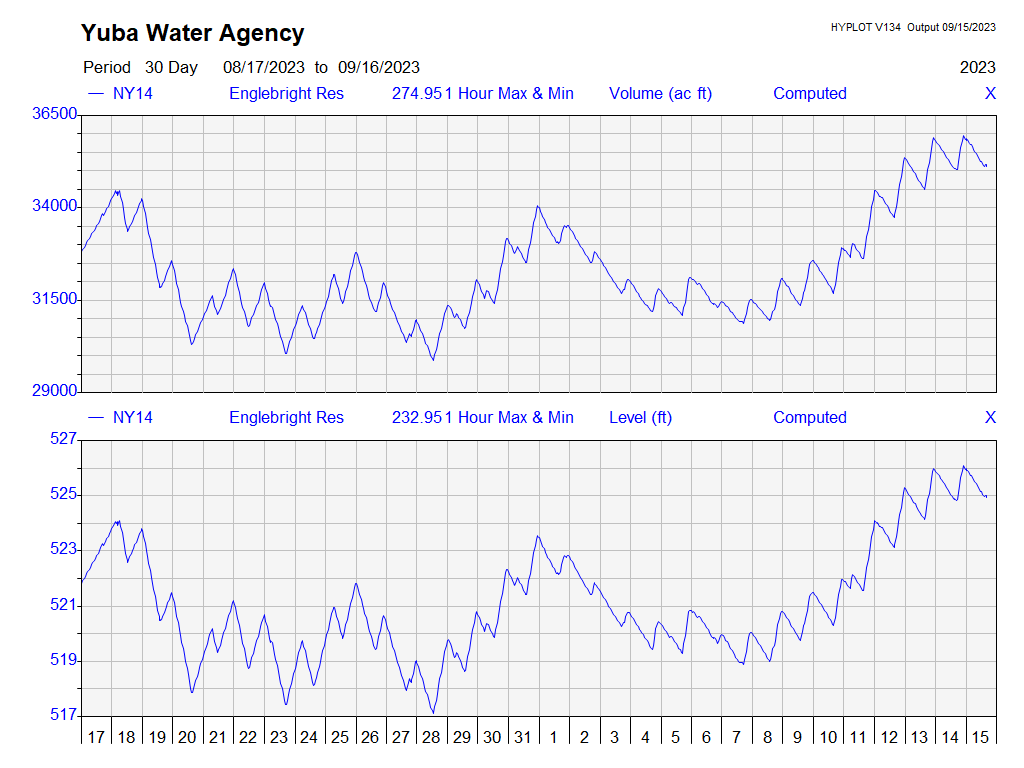 Yuba Water Agency
HYPLOT V134 Output 09/15/2023
Period 30 Day 08/17/2023 to 09/16/2023 2023
— NY14 Englebright Res 274.951 Hour Max & Min Volume (ac ft) Computed X
36500
34000
31500
29000
— NY14 Englebright Res 232.951 Hour Max & Min Level (ft) Computed X
527
525
523
521
519
517
17 18 19 20 21 22 23 24 25 26 27 28 29 30 31 1 2 3 4 5 6 7 8 9 10 11 12 13 14 15